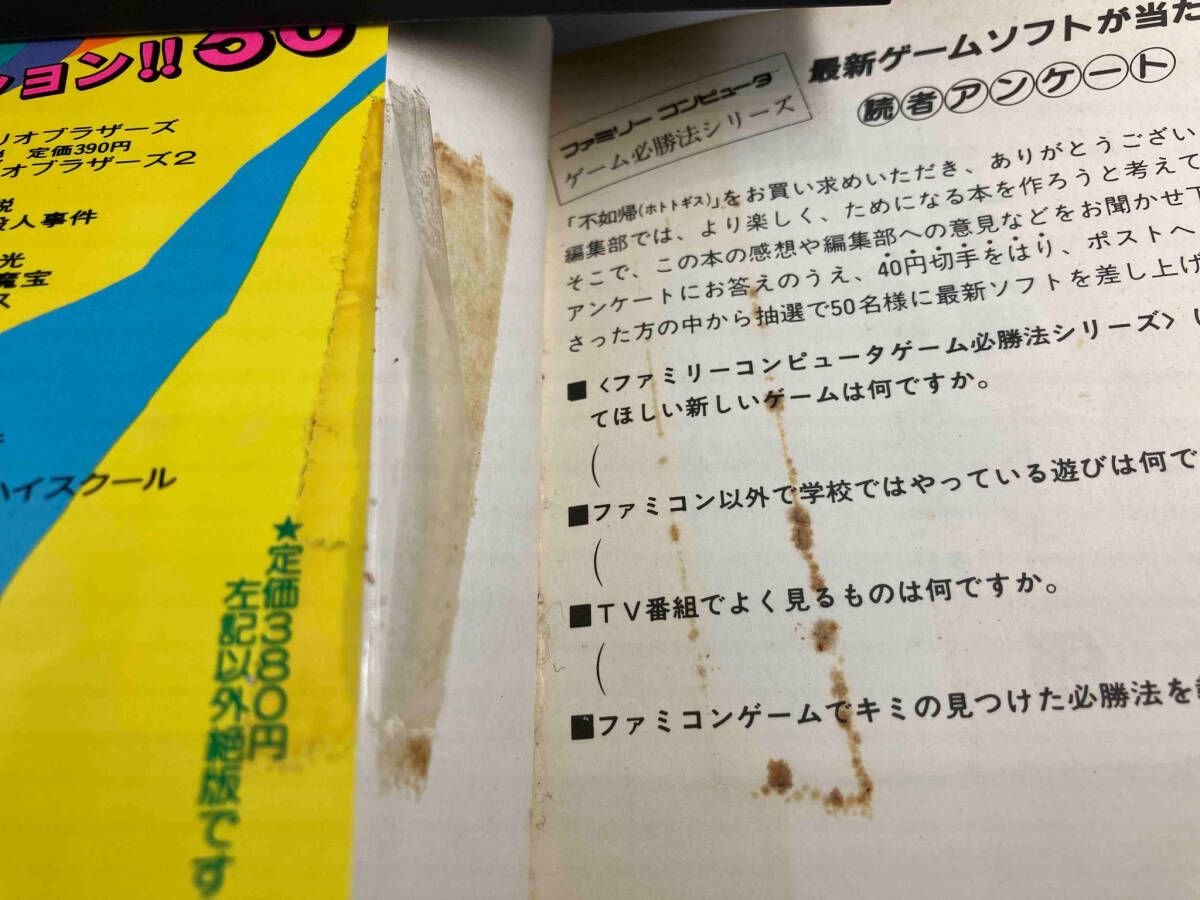 ション!!50
リオブラザーズ
定価390円
オブラザーズ2
説
殺人事件
光
魔宝
ス
ハイスクール
★定価380円
左記以外絶版です
ファミリーコンピュータ
ゲーム必勝法シリーズ
最新ゲームソフトが当た
読者アンケート
「不如帰(ホトトギス)」をお買い求めいただき、ありがとうござい
編集部では、より楽しく、ためになる本を作ろうと考えて
そこで、この本の感想や編集部への意見などをお聞かせ下
アンケートにお答えのうえ、40円切手をはり、ポストへ
さった方の中から抽選で50名様に最新ソフトを差し上げ
■〈ファミリーコンピュータゲーム必勝法シリーズ〉し
てほしい新しいゲームは何ですか。
(
■ファミコン以外で学校ではやっている遊びは何で
(
■TV番組でよく見るものは何ですか。
(
■ファミコンゲームでキミの見つけた必勝法を教